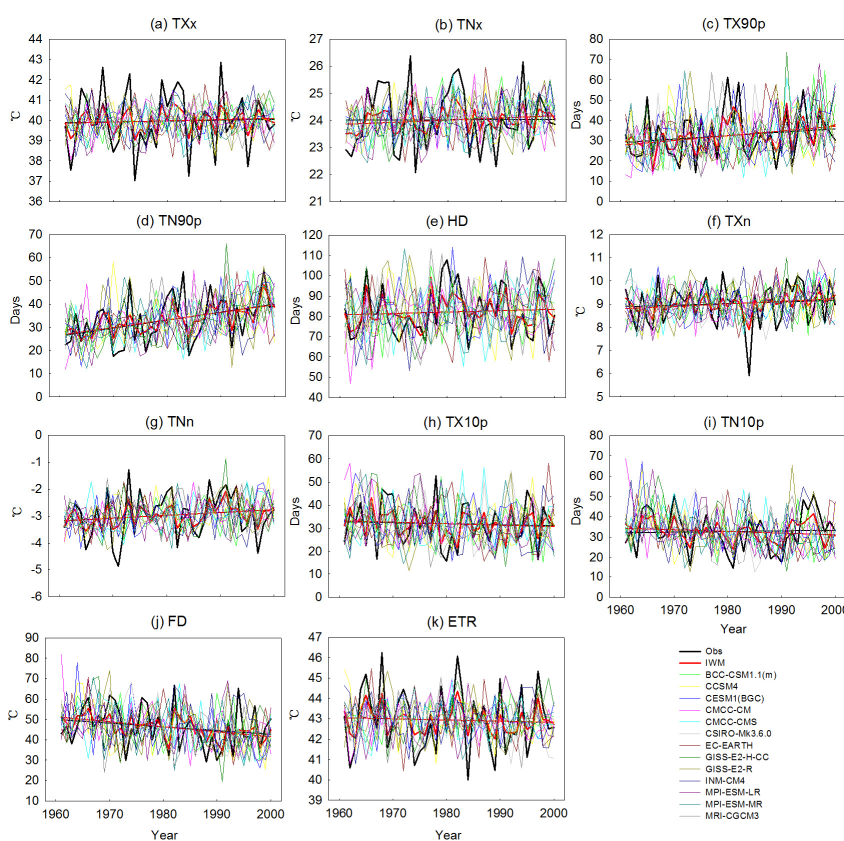 (a) TXx
44
43
42
41
40
39
38
37
36
℃
(b) TNx
27
26
25
24
23
22
21
℃
(c) TX90p
80
70
60
50
40
30
20
10
0
Days
(d) TN90p
70
60
50
40
30
20
10
0
Days
(e) HD
120
110
100
90
80
70
60
50
40
Days
(f) TXn
12
11
10
9
8
7
6
5
℃
(g) TNn
0
-1
-2
-3
-4
-5
-6
℃
(h) TX10p
70
60
50
40
30
20
10
0
Days
(i) TN10p
80
70
60
50
40
30
20
10
0
Days
1960 1970 1980 1990 2000
Year
(j) FD
90
80
70
60
50
40
30
20
10
℃
1960 1970 1980 1990 2000
Year
(k) ETR
47
46
45
44
43
42
41
40
39
℃
1960 1970 1980 1990 2000
Year
Obs
IWM
BCC-CSM1.1(m)
CCSM4
CESM1(BGC)
CMCC-CM
CMCC-CMS
CSIRO-Mk3.6.0
EC-EARTH
GISS-E2-H-CC
GISS-E2-R
INM-CM4
MPI-ESM-LR
MPI-ESM-MR
MRI-CGCM3